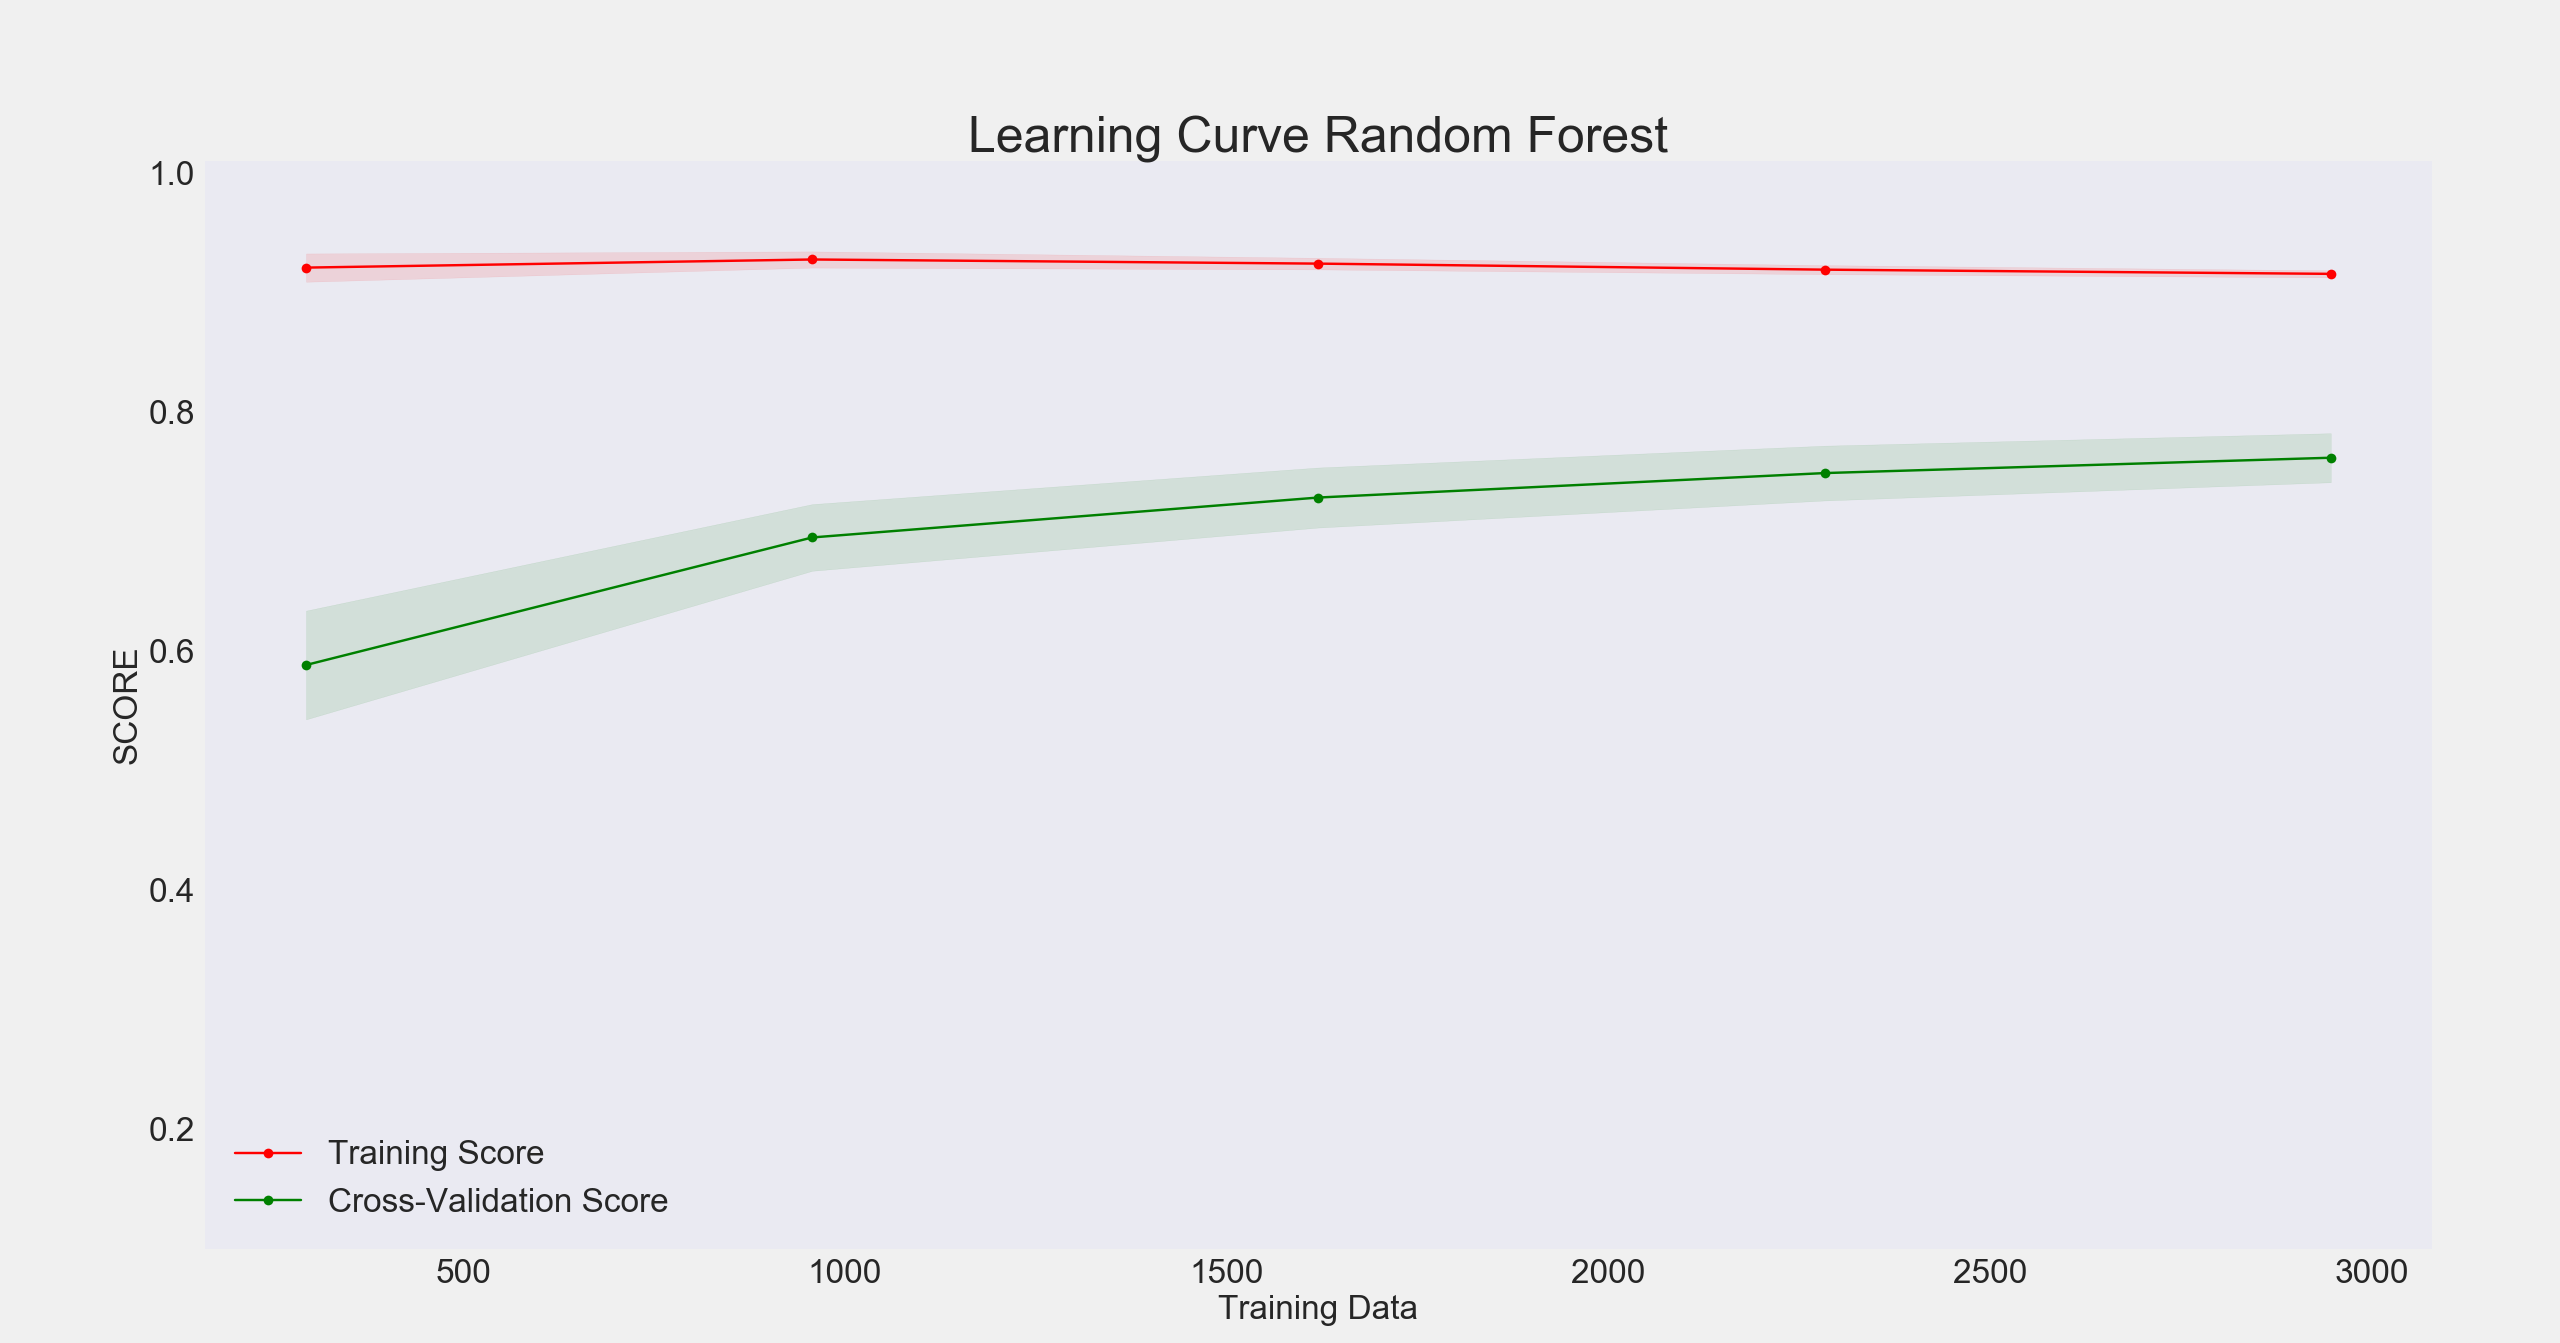 Learning Curve Random Forest
1.0
0.8
0.6
0.4
0.2
SCORE
Training Score
Cross-Validation Score
500 1000 1500 2000 2500 3000
Training Data